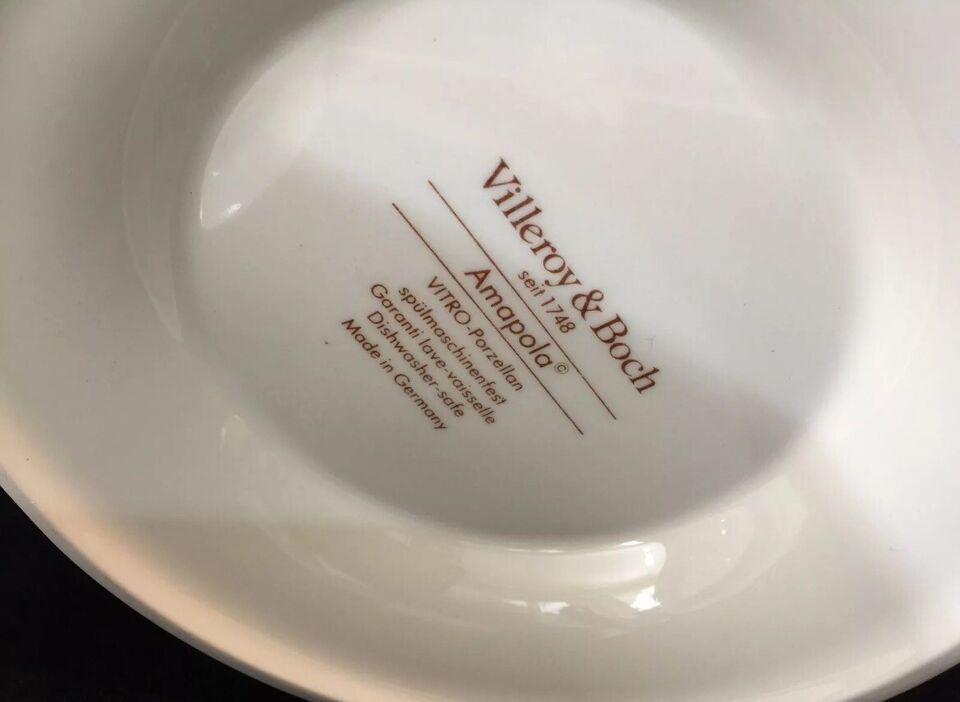 Villeroy & Boch
seit 1748
Amapola©
VITRO-Porzellan
spülmaschinenfest
Garanti lave-vaisselle
Dishwasher-safe
Made in Germany